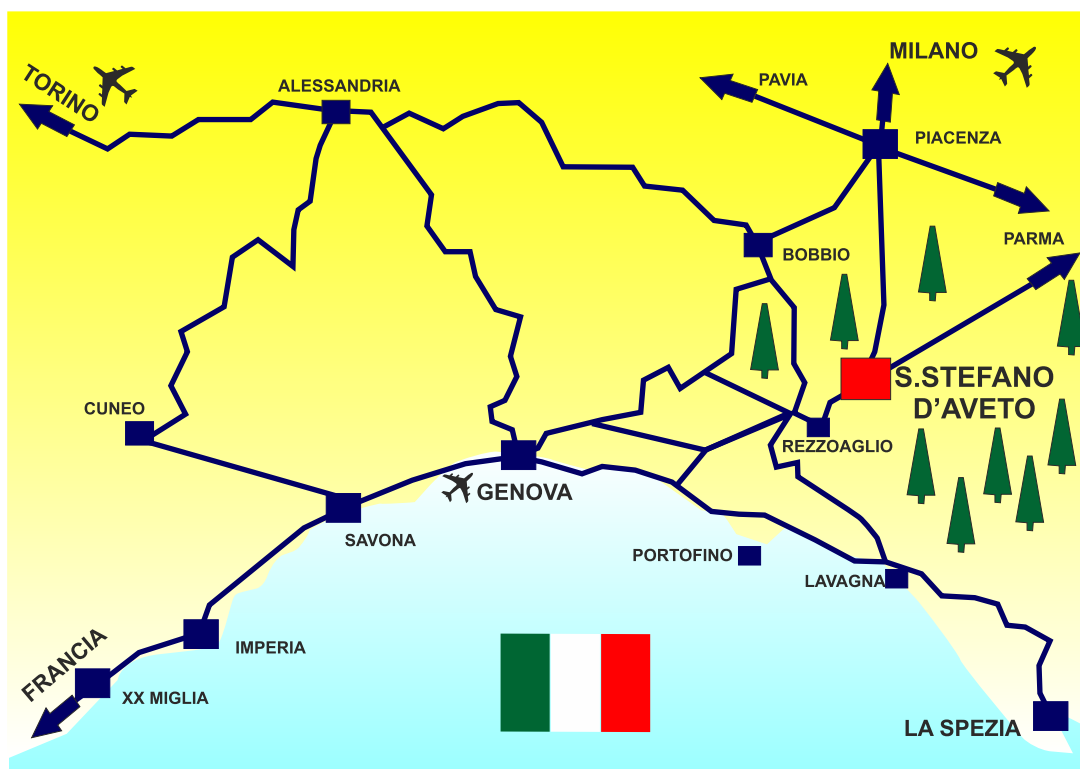 MILANO
TORINO
PAVIA
ALESSANDRIA
PIACENZA
PARMA
BOBBIO
S.STEFANO
D'AVETO
CUNEO
REZZOAGLIO
GENOVA
SAVONA
PORTOFINO
LAVAGNA
IMPERIA
FRANCIA
XX MIGLIA
LA SPEZIA